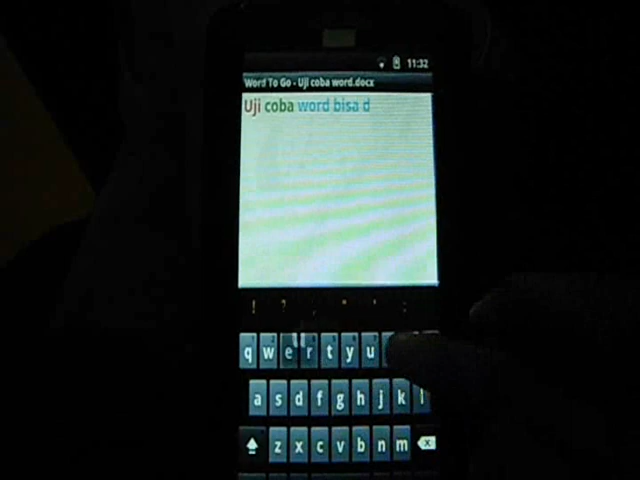 11:32
Word To Go - Uji coba word.docx
Uji coba word bisa d
! ? , " ' :
q w e r t y u
a s d f g h j k l
z x c v b n m